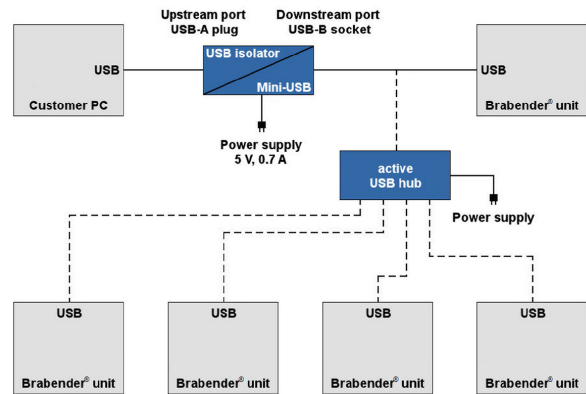 Upstream port
USB-A plug
Downstream port
USB-B socket
USB
Customer PC
USB isolator
Mini-USB
USB
Brabender® unit
Power supply
5 V, 0.7 A
active
USB hub
Power supply
USB
Brabender® unit
USB
Brabender® unit
USB
Brabender® unit
USB
Brabender® unit